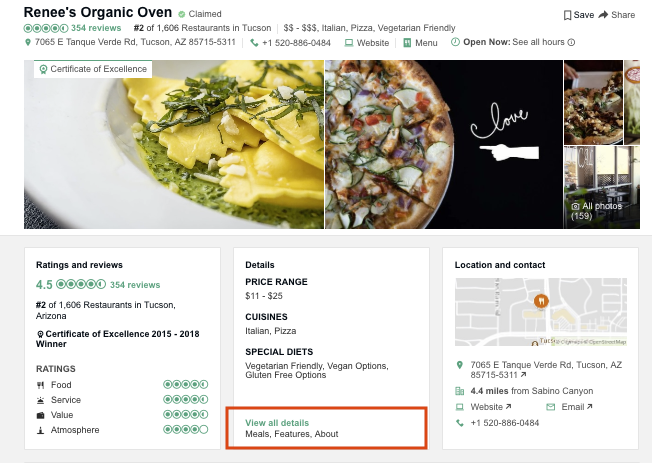 Renee's Organic Oven Claimed
Save Share
354 reviews #2 of 1,606 Restaurants in Tucson $$ - $$$, Italian, Pizza, Vegetarian Friendly
7065 E Tanque Verde Rd, Tucson, AZ 85715-5311 +1 520-886-0484 Website Menu Open Now: See all hours
Certificate of Excellence
love
All photos
(159)
Ratings and reviews
4.5 354 reviews
#2 of 1,606 Restaurants in Tucson,
Arizona
Certificate of Excellence 2015 - 2018
Winner
RATINGS
Food
Service
Value
Atmosphere
Details
PRICE RANGE
$11 - $25
CUISINES
Italian, Pizza
SPECIAL DIETS
Vegetarian Friendly, Vegan Options,
Gluten Free Options
View all details
Meals, Features, About
Location and contact
7065 E Tanque Verde Rd, Tucson, AZ
85715-5311
4.4 miles from Sabino Canyon
Website Email
+1 520-886-0484